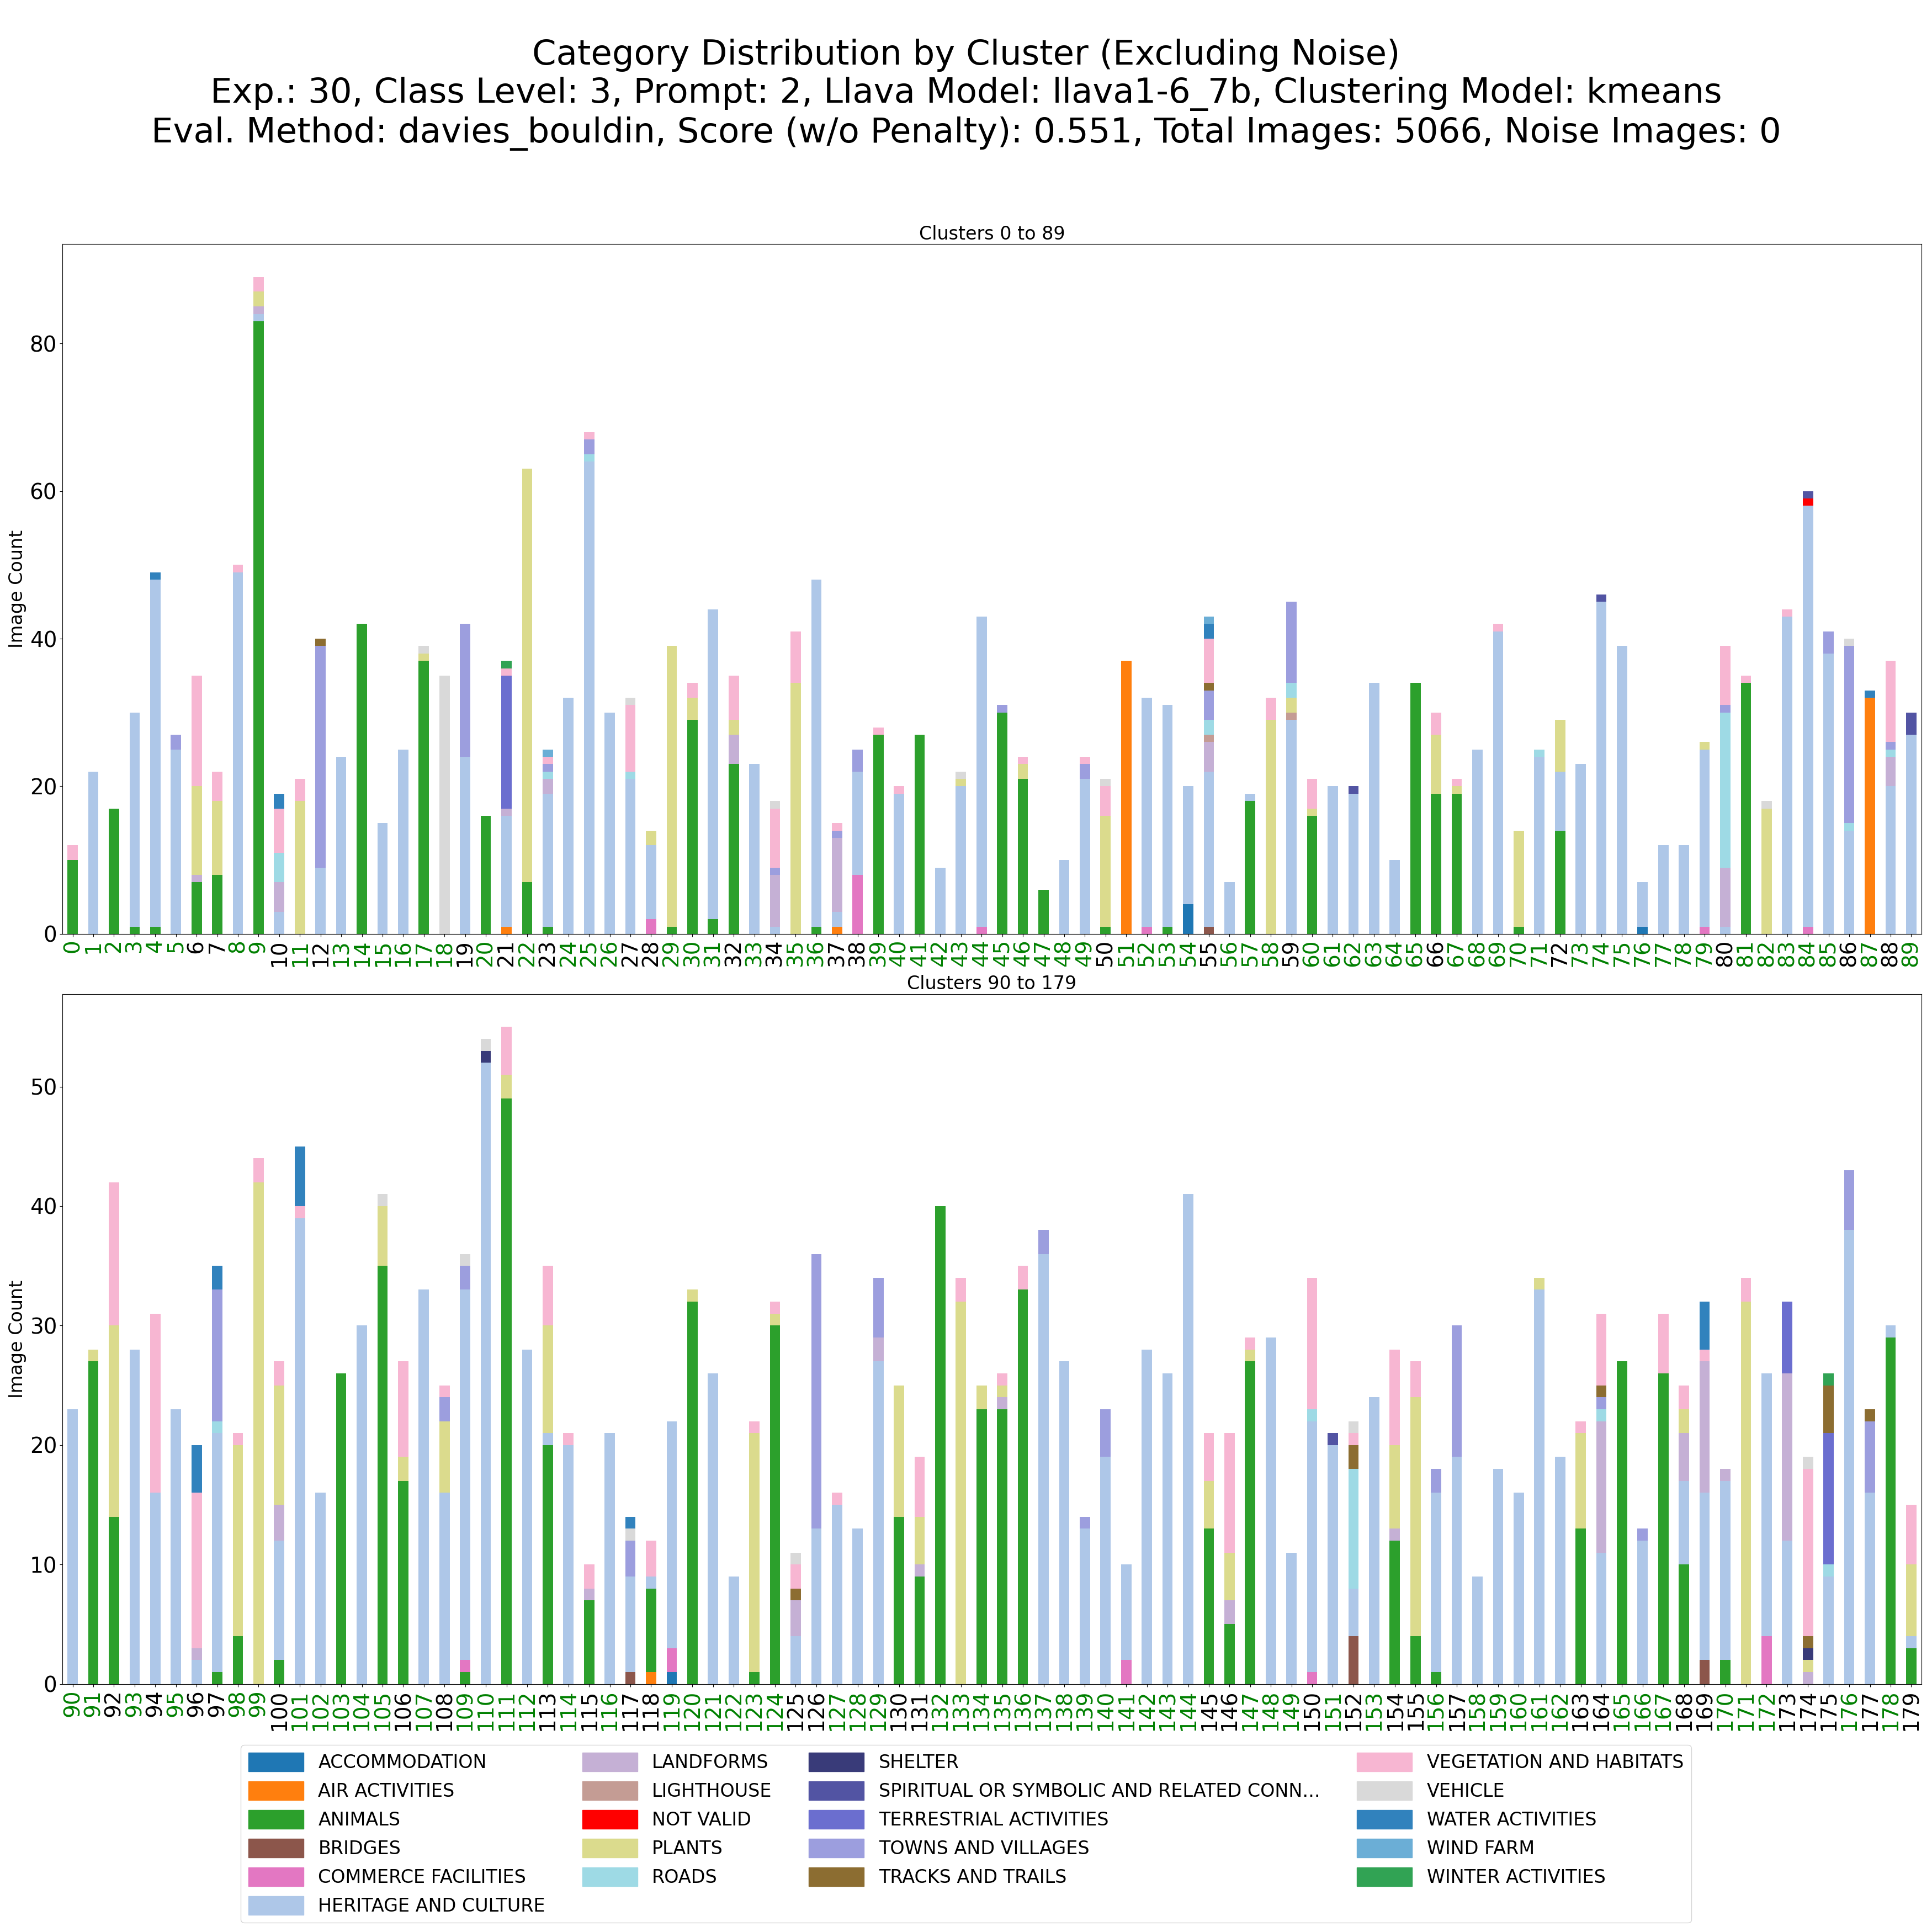 Category Distribution by Cluster (Excluding Noise)
Exp.: 30, Class Level: 3, Prompt: 2, Llava Model: llava1-6_7b, Clustering Model: kmeans
Eval. Method: davies_bouldin, Score (w/o Penalty): 0.551, Total Images: 5066, Noise Images: 0
Clusters 0 to 89
Image Count
80
60
40
20
0
0 1 2 3 4 5 6 7 8 9 10 11 12 13 14 15 16 17 18 19 20 21 22 23 24 25 26 27 28 29 30 31 32 33 34 35 36 37 38 39 40 41 42 43 44 45 46 47 48 49 50 51 52 53 54 55 56 57 58 59 60 61 62 63 64 65 66 67 68 69 70 71 72 73 74 75 76 77 78 79 80 81 82 83 84 85 86 87 88 89
Clusters 90 to 179
Image Count
50
40
30
20
10
0
90 91 92 93 94 95 96 97 98 99 100 101 102 103 104 105 106 107 108 109 110 111 112 113 114 115 116 117 118 119 120 121 122 123 124 125 126 127 128 129 130 131 132 133 134 135 136 137 138 139 140 141 142 143 144 145 146 147 148 149 150 151 152 153 154 155 156 157 158 159 160 161 162 163 164 165 166 167 168 169 170 171 172 173 174 175 176 177 178 179
ACCOMMODATION
AIR ACTIVITIES
ANIMALS
BRIDGES
COMMERCE FACILITIES
HERITAGE AND CULTURE
LANDFORMS
LIGHTHOUSE
NOT VALID
PLANTS
ROADS
SHELTER
SPIRITUAL OR SYMBOLIC AND RELATED CONN...
TERRESTRIAL ACTIVITIES
TOWNS AND VILLAGES
TRACKS AND TRAILS
VEGETATION AND HABITATS
VEHICLE
WATER ACTIVITIES
WIND FARM
WINTER ACTIVITIES